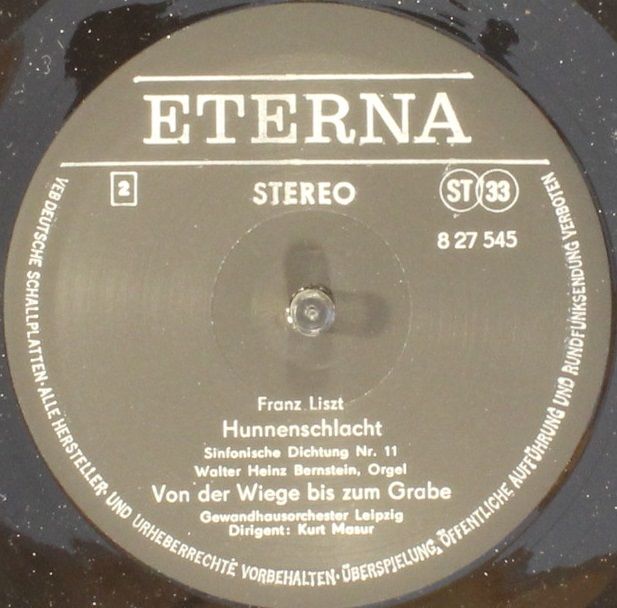 ETERNA
2
STEREO
ST 33
8 27 545
Franz Liszt
Hunnenschlacht
Sinfonische Dichtung Nr. 11
Walter Heinz Bernstein, Orgel
Von der Wiege bis zum Grabe
Gewandhausorchester Leipzig
Dirigent: Kurt Masur
VEB DEUTSCHE SCHALLPLATTEN · ALLE HERSTELLER- UND URHEBERRECHTE VORBEHALTEN · ÜBERSPIELUNG, ÖFFENTLICHE AUFFÜHRUNG UND RUNDFUNKSENDUNG VERBOTEN